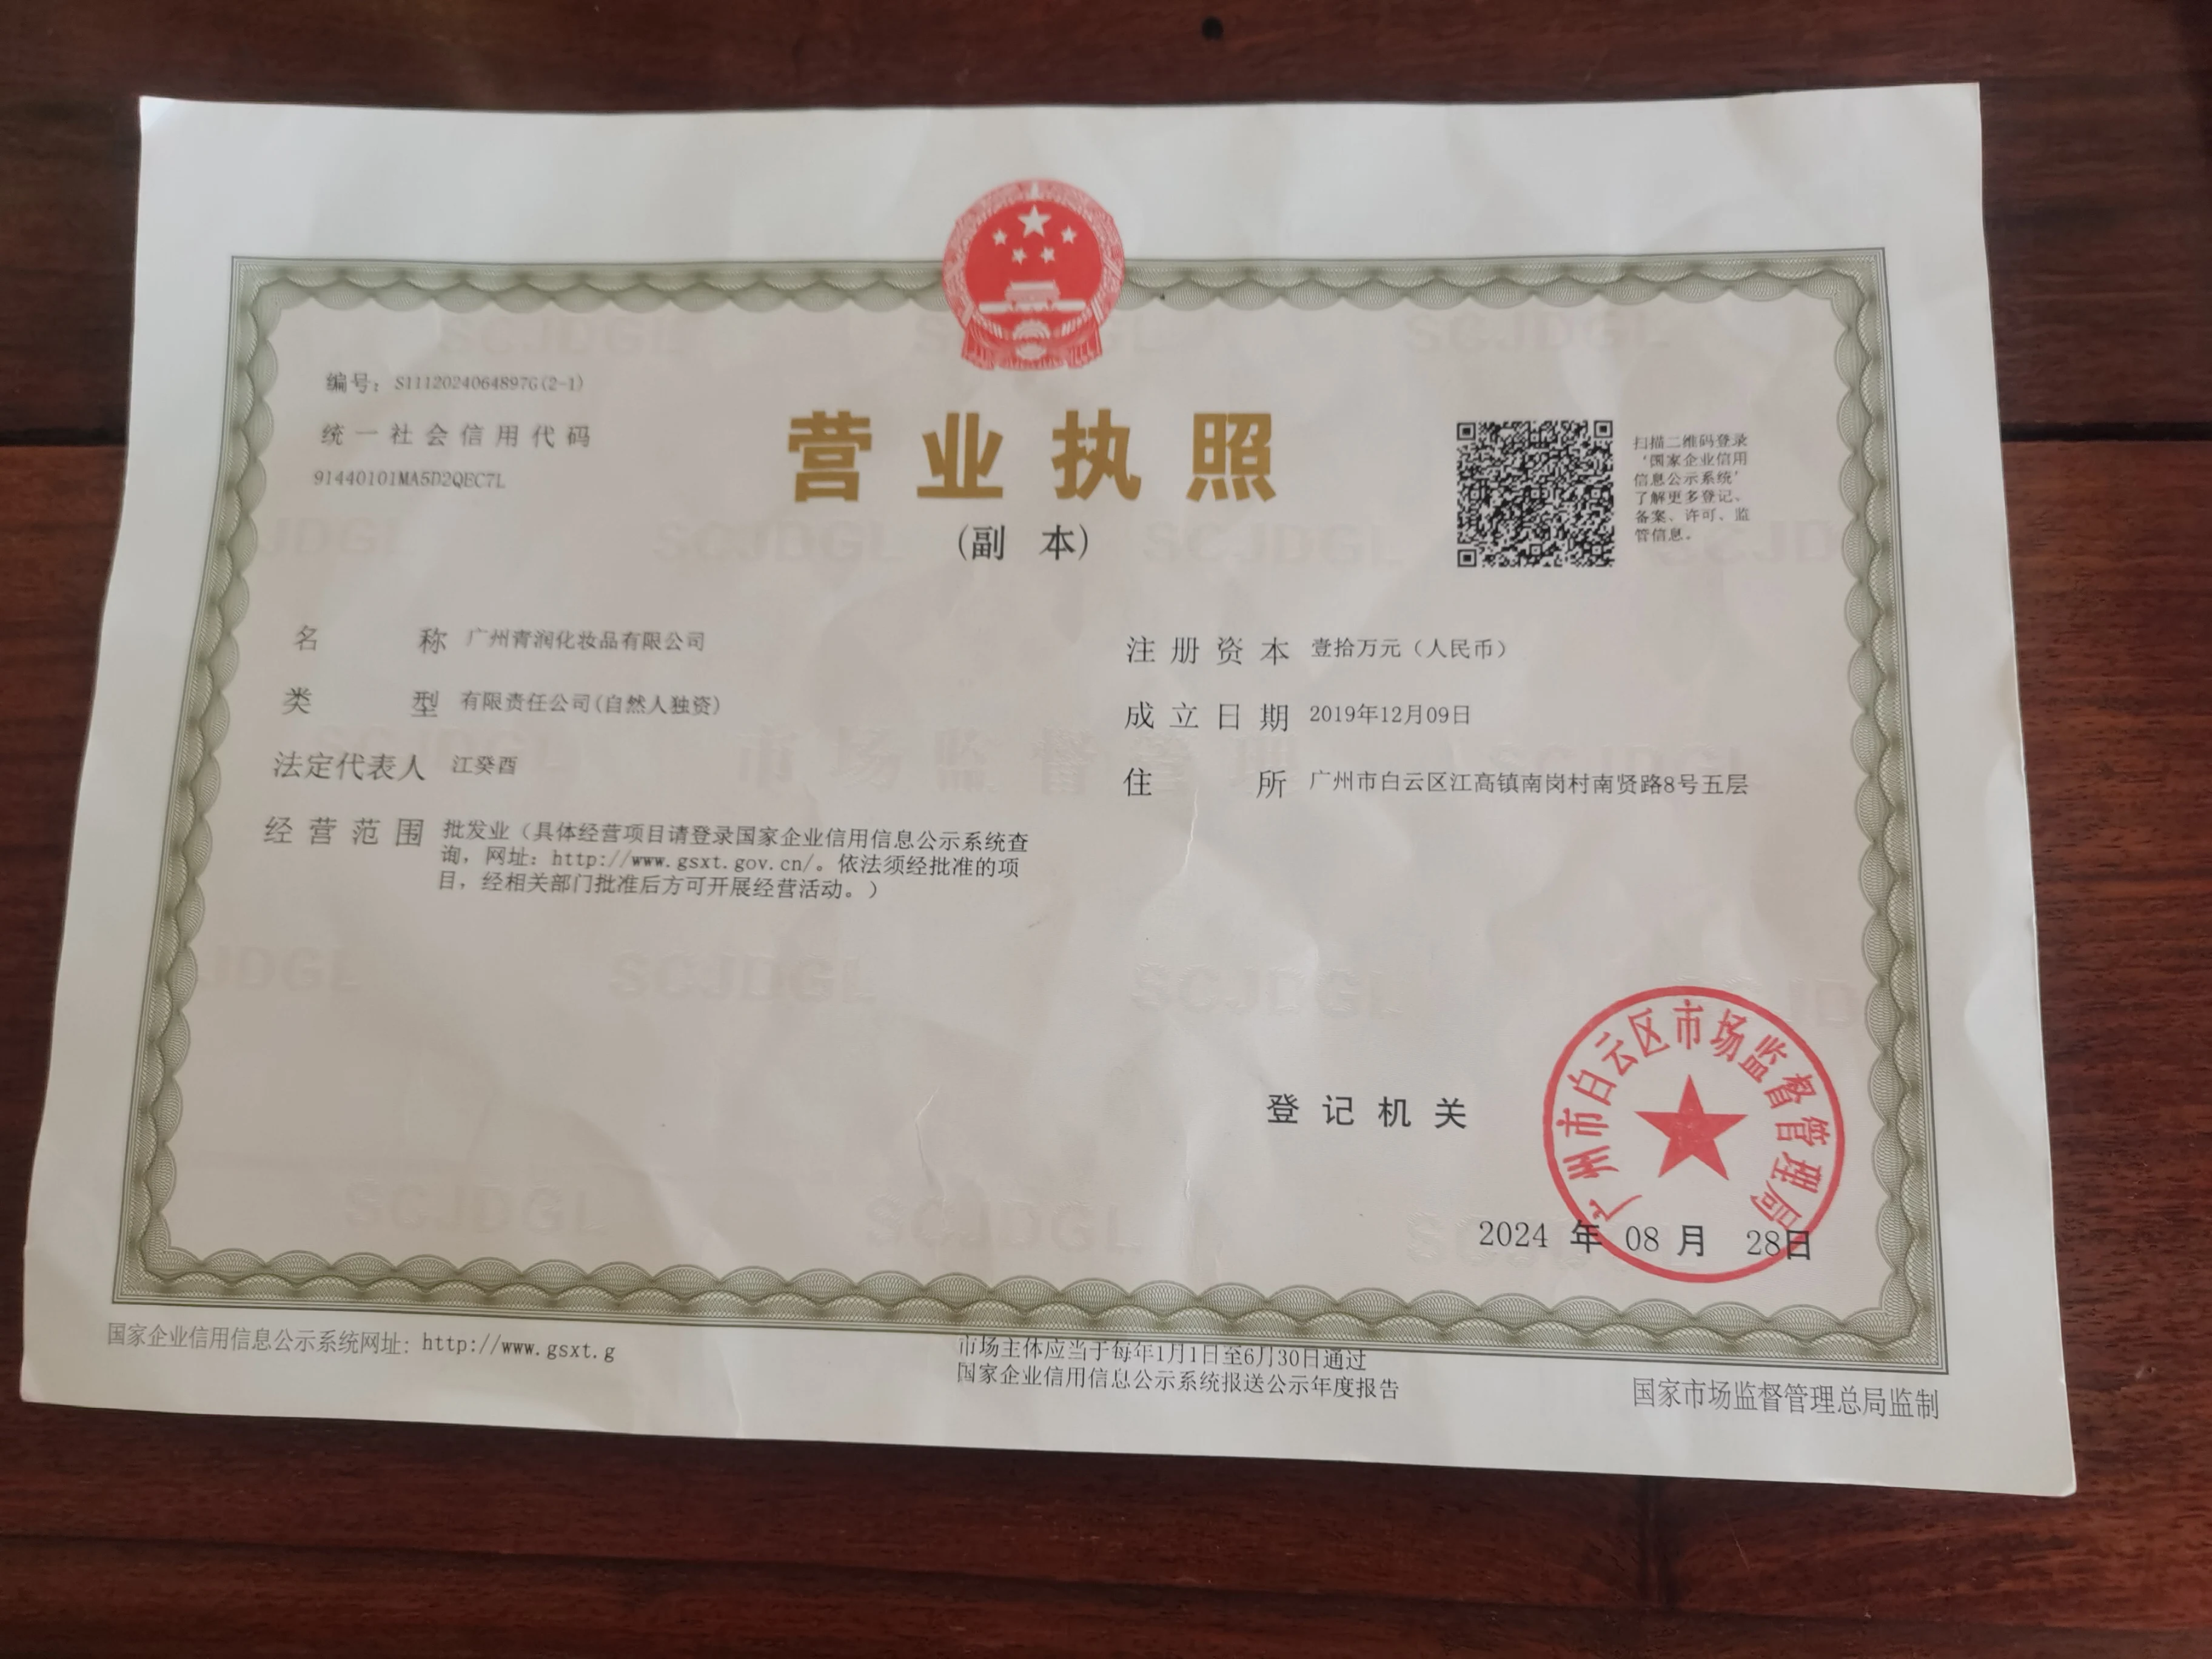 编号：S1112024064897G(2-1)
统一社会信用代码
91440101MA5D2QEC7L
营业执照
(副 本)
扫描二维码登录
‘国家企业信用
信息公示系统’
了解更多登记、
备案、许可、监
管信息。
名 称 广州青润化妆品有限公司
类 型 有限责任公司(自然人独资)
法定代表人 江癸酉
经营范围 批发业（具体经营项目请登录国家企业信用信息公示系统查
询，网址：http://www.gsxt.gov.cn/。依法须经批准的项
目，经相关部门批准后方可开展经营活动。）
注册资本 壹拾万元（人民币）
成立日期 2019年12月09日
住 所 广州市白云区江高镇南岗村南贤路8号五层
市场监督管理
SCJDGL
登记机关
广州市白云区市场监督管理局
2024 年 08 月 28日
国家企业信用信息公示系统网址：http://www.gsxt.g
市场主体应当于每年1月1日至6月30日通过
国家企业信用信息公示系统报送公示年度报告
国家市场监督管理总局监制